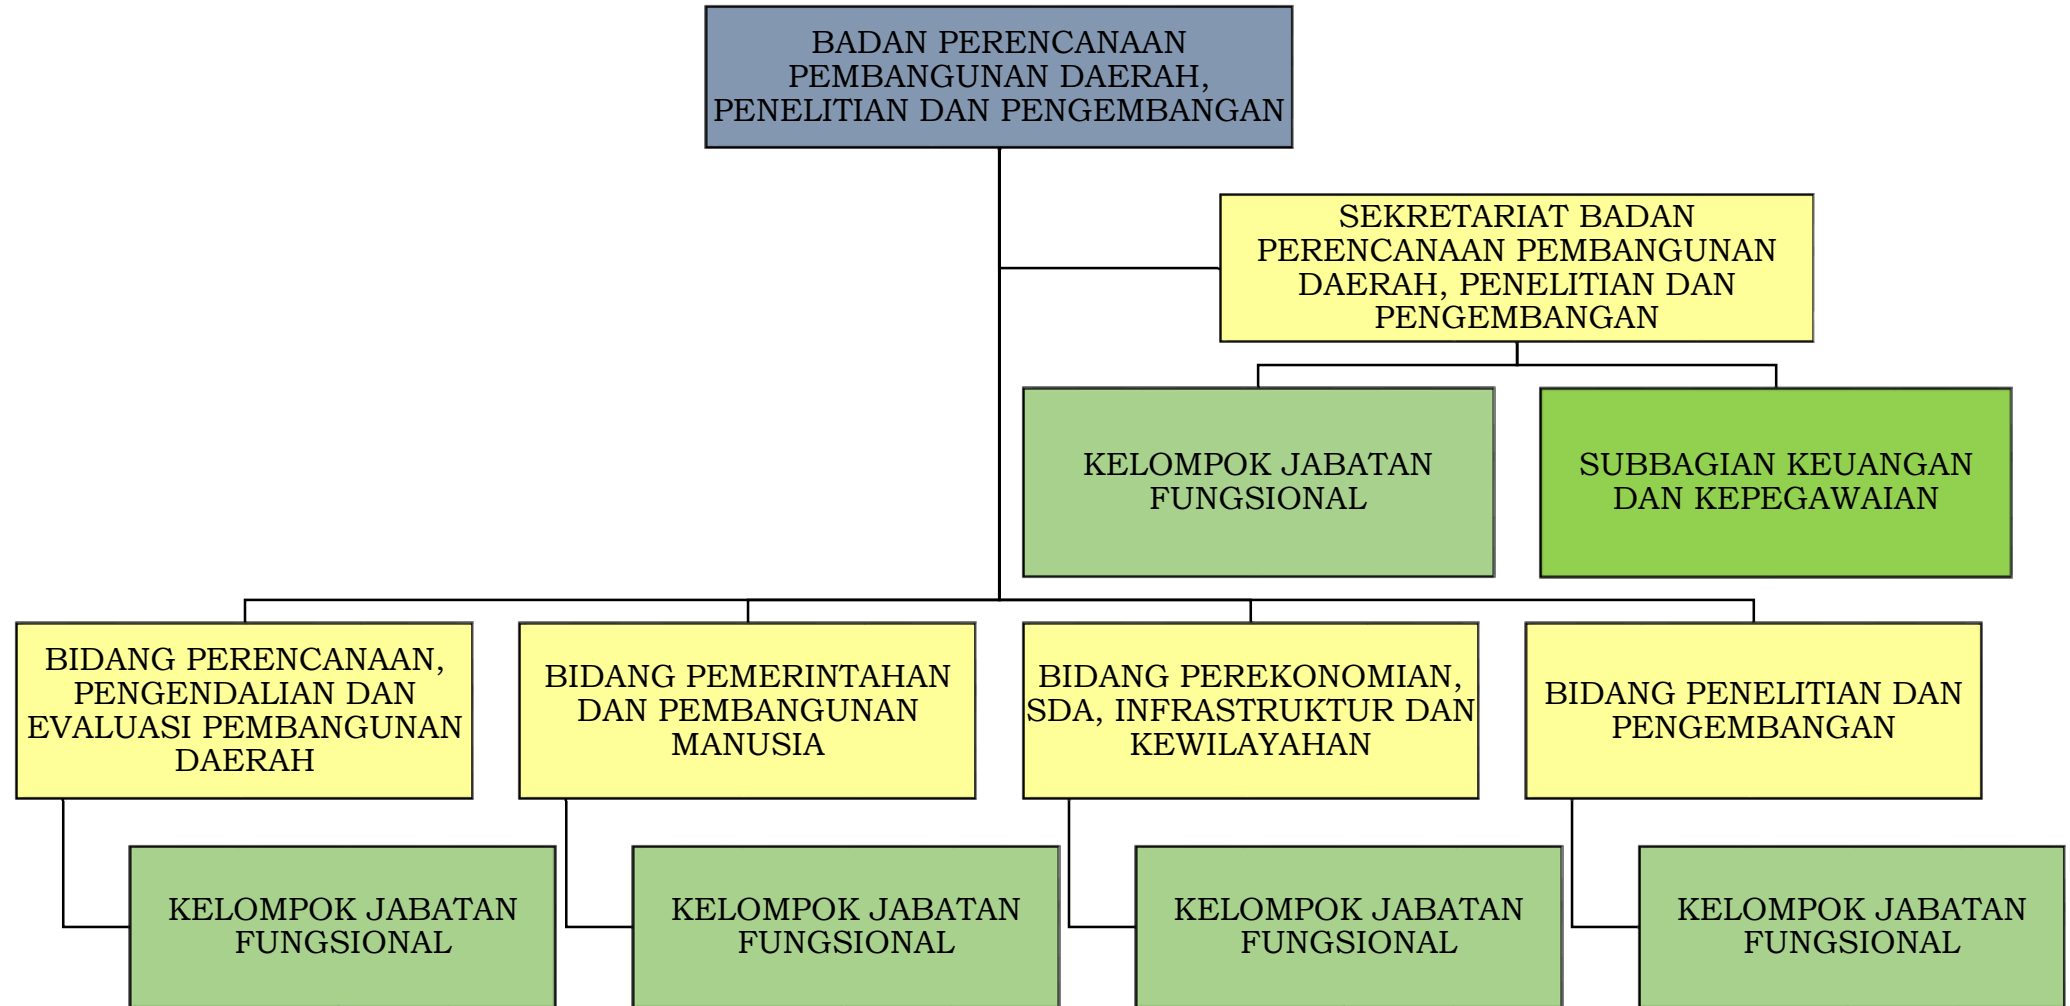 BADAN PERENCANAAN
PEMBANGUNAN DAERAH,
PENELITIAN DAN PENGEMBANGAN
SEKRETARIAT BADAN
PERENCANAAN PEMBANGUNAN
DAERAH, PENELITIAN DAN
PENGEMBANGAN
KELOMPOK JABATAN
FUNGSIONAL
SUBBAGIAN KEUANGAN
DAN KEPEGAWAIAN
BIDANG PERENCANAAN,
PENGENDALIAN DAN
EVALUASI PEMBANGUNAN
DAERAH
BIDANG PEMERINTAHAN
DAN PEMBANGUNAN
MANUSIA
BIDANG PEREKONOMIAN,
SDA, INFRASTRUKTUR DAN
KEWILAYAHAN
BIDANG PENELITIAN DAN
PENGEMBANGAN
KELOMPOK JABATAN
FUNGSIONAL
KELOMPOK JABATAN
FUNGSIONAL
KELOMPOK JABATAN
FUNGSIONAL
KELOMPOK JABATAN
FUNGSIONAL